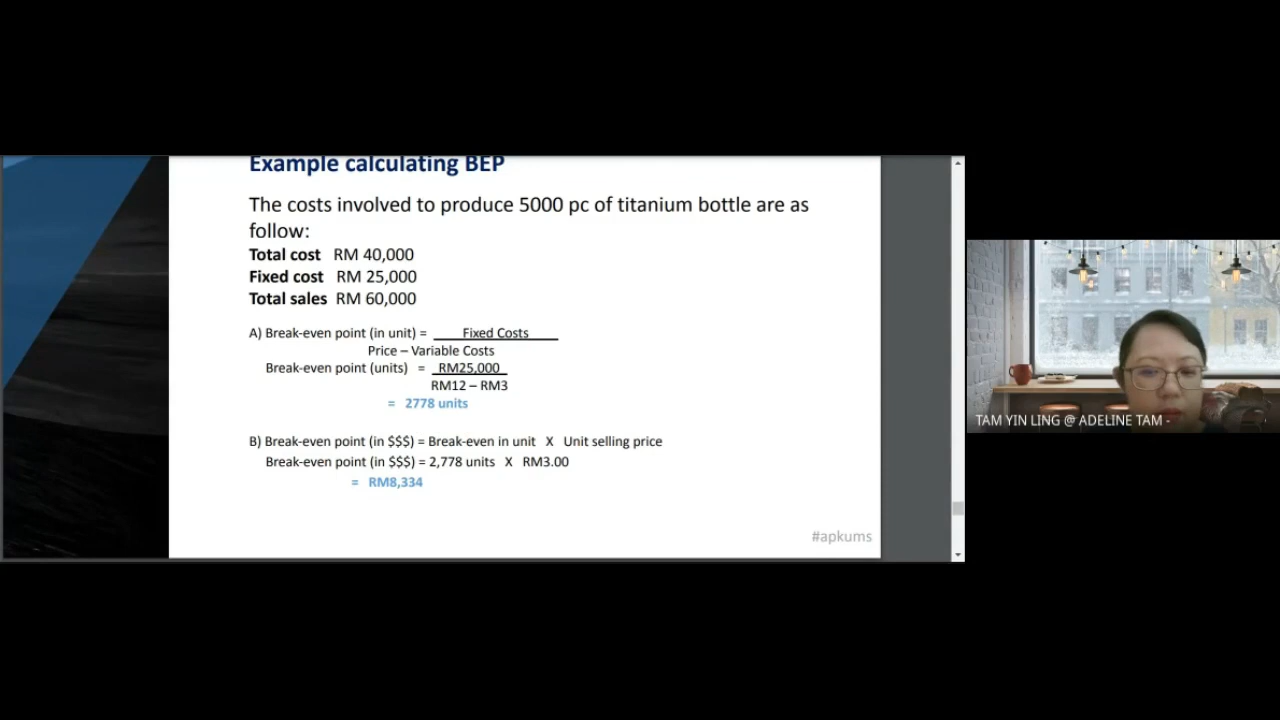 Example calculating BEP
The costs involved to produce 5000 pc of titanium bottle are as
follow:
Total cost RM 40,000
Fixed cost RM 25,000
Total sales RM 60,000
A) Break-even point (in unit) = Fixed Costs
Price – Variable Costs
Break-even point (units) = RM25,000
RM12 – RM3
= 2778 units
B) Break-even point (in $$$) = Break-even in unit X Unit selling price
Break-even point (in $$$) = 2,778 units X RM3.00
= RM8,334
#apkums
TAM YIN LING @ ADELINE TAM -